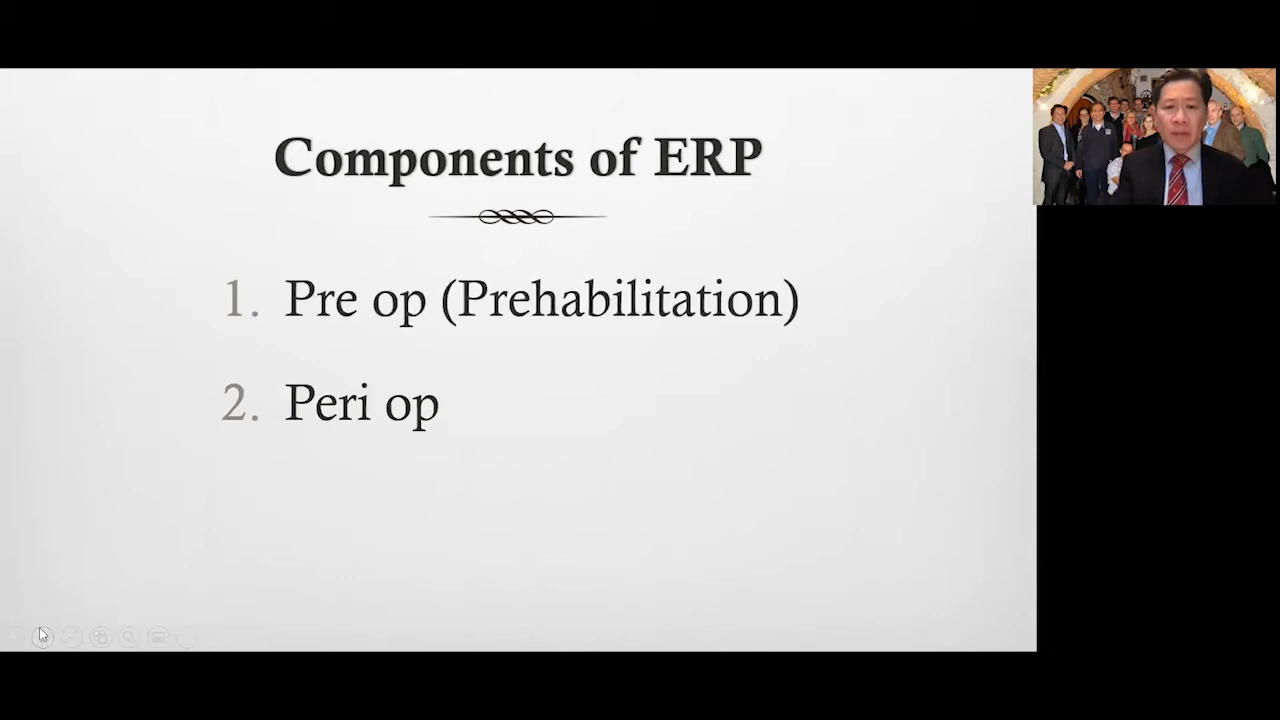 Components of ERP
1. Pre op (Prehabilitation)
2. Peri op